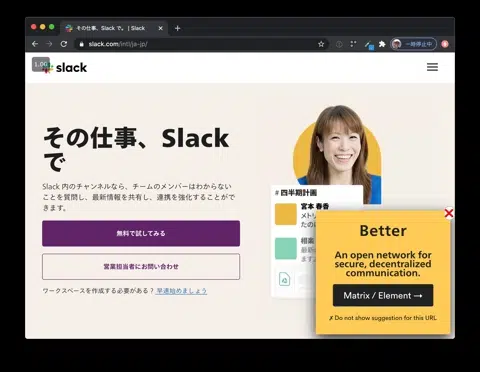 その仕事、Slack で。 | Slack
slack.com/intl/ja-jp/
一時停止中
1.00
slack
その仕事、Slack
で
Slack 内のチャンネルなら、チームのメンバーはわからない
ことを質問し、最新情報を共有し、連携を強化することがで
きます。
無料で試してみる
営業担当者にお問い合わせ
ワークスペースを作成する必要がある?早速始めましょう
# 四半期計画
宮本 春香
メトリ
たの
相楽
最新
ます。
Better
An open network for
secure, decentralized
communication.
Matrix / Element →
✗ Do not show suggestion for this URL